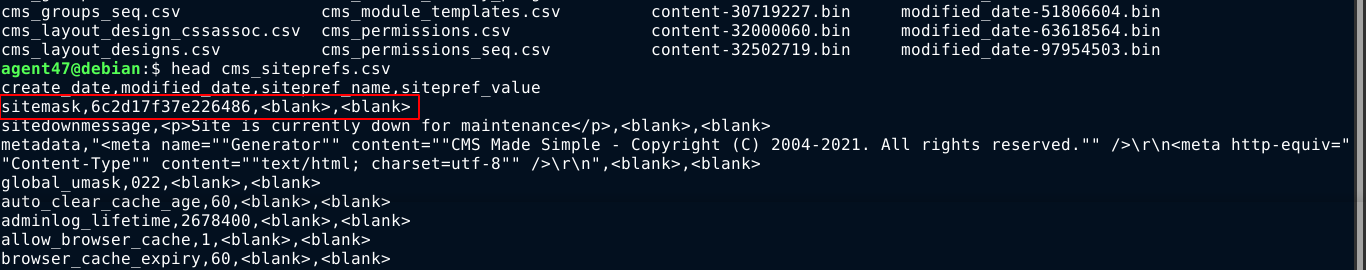 cms_groups_seq.csv cms_module_templates.csv content-30719227.bin modified_date-51806604.bin
cms_layout_design_cssassoc.csv cms_permissions.csv content-32000060.bin modified_date-63618564.bin
cms_layout_designs.csv cms_permissions_seq.csv content-32502719.bin modified_date-97954503.bin
agent47@debian:$ head cms_siteprefs.csv
create_date,modified_date,sitepref_name,sitepref_value
sitemask,6c2d17f37e226486,<blank>,<blank>
sitedownmessage,<p>Site is currently down for maintenance</p>,<blank>,<blank>
metadata,"<meta name=""Generator"" content=""CMS Made Simple - Copyright (C) 2004-2021. All rights reserved."" />\r\n<meta http-equiv="
"Content-Type"" content=""text/html; charset=utf-8"" />\r\n",<blank>,<blank>
global_umask,022,<blank>,<blank>
auto_clear_cache_age,60,<blank>,<blank>
adminlog_lifetime,2678400,<blank>,<blank>
allow_browser_cache,1,<blank>,<blank>
browser_cache_expiry,60,<blank>,<blank>